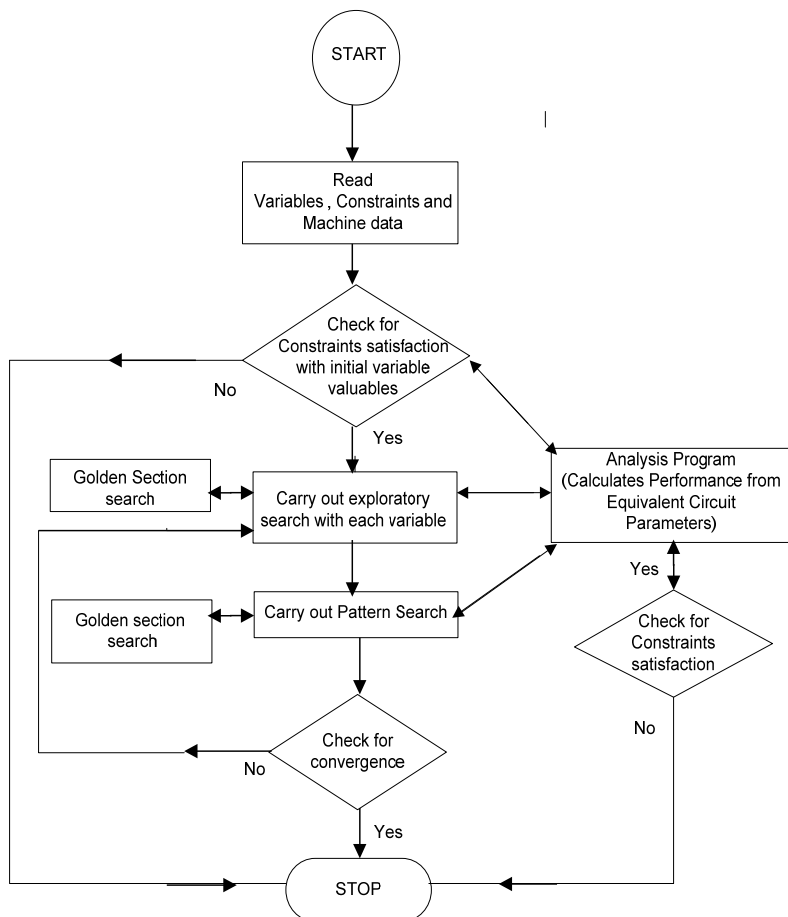 START
Read
Variables , Constraints and
Machine data
Check for
Constraints satisfaction
with initial variable
valuables
No
Yes
Golden Section
search
Carry out exploratory
search with each variable
Analysis Program
(Calculates Performance from
Equivalent Circuit
Parameters)
Yes
Golden section
search
Carry out Pattern Search
Check for
Constraints
satisfaction
No
Check for
convergence
No
Yes
STOP